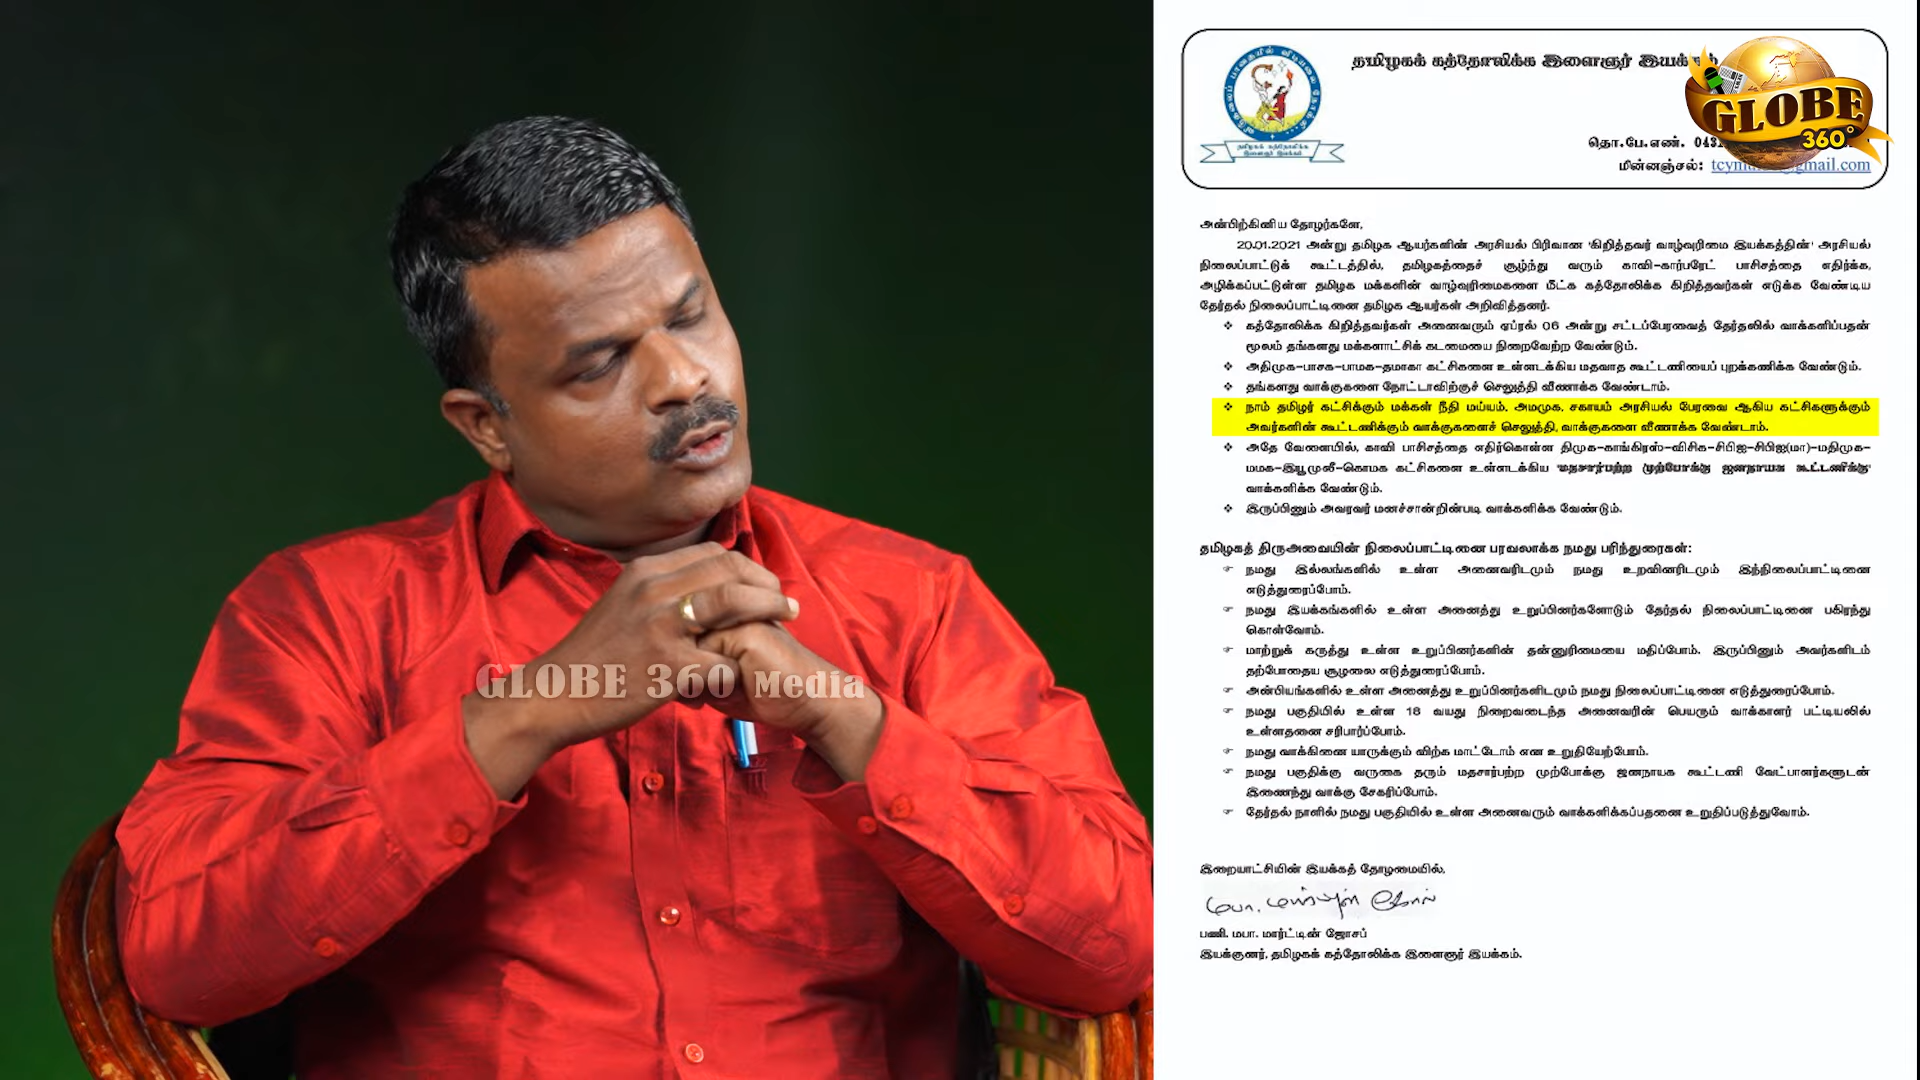 தமிழகக் கத்தோலிக்க இளைஞர் இயக்கம்
விவிலியப் பாதையில் விடியலை நோக்கி...
தமிழகக் கத்தோலிக்க
இளைஞர் இயக்கம்
GLOBE
360°
தொ.பே.எண்.
மின்னஞ்சல்:
அன்பிற்கினிய தோழர்களே,
20.01.2021 அன்று தமிழக ஆயர்களின் அரசியல் பிரிவான 'கிறித்தவர் வாழ்வுரிமை இயக்கத்தின்' அரசியல்
நிலைப்பாட்டுக் கூட்டத்தில், தமிழகத்தைச் சூழ்ந்து வரும் காவி-கார்பரேட் பாசிசத்தை எதிர்க்க,
அழிக்கப்பட்டுள்ள தமிழக மக்களின் வாழ்வுரிமைகளை மீட்க கத்தோலிக்க கிறித்தவர்கள் எடுக்க வேண்டிய
தேர்தல் நிலைப்பாட்டினை தமிழக ஆயர்கள் அறிவித்தனர்.
❖ கத்தோலிக்க கிறித்தவர்கள் அனைவரும் ஏப்ரல் 06 அன்று சட்டப்பேரவைத் தேர்தலில் வாக்களிப்பதன்
மூலம் தங்களது மக்களாட்சிக் கடமையை நிறைவேற்ற வேண்டும்.
❖ அதிமுக-பாசக-பாமக-தமாகா கட்சிகளை உள்ளடக்கிய மதவாத கூட்டணியைப் புறக்கணிக்க வேண்டும்.
❖ தங்களது வாக்குகளை நோட்டாவிற்குச் செலுத்தி வீணாக்க வேண்டாம்.
❖ நாம் தமிழர் கட்சிக்கும் மக்கள் நீதி மய்யம், அமமுக, சகாயம் அரசியல் பேரவை ஆகிய கட்சிகளுக்கும்
அவர்களின் கூட்டணிக்கும் வாக்குகளைச் செலுத்தி, வாக்குகளை வீணாக்க வேண்டாம்.
❖ அதே வேளையில், காவி பாசிசத்தை எதிர்கொள்ள திமுக-காங்கிரஸ்-விசிக-சிபிஐ-சிபிஐ(மா)-மதிமுக-
மமக-இயூமுலீ-கொமக கட்சிகளை உள்ளடக்கிய 'மதசார்பற்ற முற்போக்கு ஜனநாயக கூட்டணிக்கு'
வாக்களிக்க வேண்டும்.
❖ இருப்பினும் அவரவர் மனச்சான்றின்படி வாக்களிக்க வேண்டும்.
தமிழகத் திருஅவையின் நிலைப்பாட்டினை பரவலாக்க நமது பரிந்துரைகள்:
☞ நமது இல்லங்களில் உள்ள அனைவரிடமும் நமது உறவினரிடமும் இந்நிலைப்பாட்டினை
எடுத்துரைப்போம்.
☞ நமது இயக்கங்களில் உள்ள அனைத்து உறுப்பினர்களோடும் தேர்தல் நிலைப்பாட்டினை பகிர்ந்து
கொள்வோம்.
☞ மாற்றுக் கருத்து உள்ள உறுப்பினர்களின் தன்னுரிமையை மதிப்போம். இருப்பினும் அவர்களிடம்
தற்போதைய சூழலை எடுத்துரைப்போம்.
☞ அன்பியங்களில் உள்ள அனைத்து உறுப்பினர்களிடமும் நமது நிலைப்பாட்டினை எடுத்துரைப்போம்.
☞ நமது பகுதியில் உள்ள 18 வயது நிறைவடைந்த அனைவரின் பெயரும் வாக்காளர் பட்டியலில்
உள்ளதனை சரிபார்ப்போம்.
☞ நமது வாக்கினை யாருக்கும் விற்க மாட்டோம் என உறுதியேற்போம்.
☞ நமது பகுதிக்கு வருகை தரும் மதசார்பற்ற முற்போக்கு ஜனநாயக கூட்டணி வேட்பாளர்களுடன்
இணைந்து வாக்கு சேகரிப்போம்.
☞ தேர்தல் நாளில் நமது பகுதியில் உள்ள அனைவரும் வாக்களிக்கப்பதனை உறுதிப்படுத்துவோம்.
இறையாட்சியின் இயக்கத் தோழமையில்,
பணி. மபா. மார்ட்டின் ஜோசப்
இயக்குனர், தமிழகக் கத்தோலிக்க இளைஞர் இயக்கம்.
GLOBE 360 Media